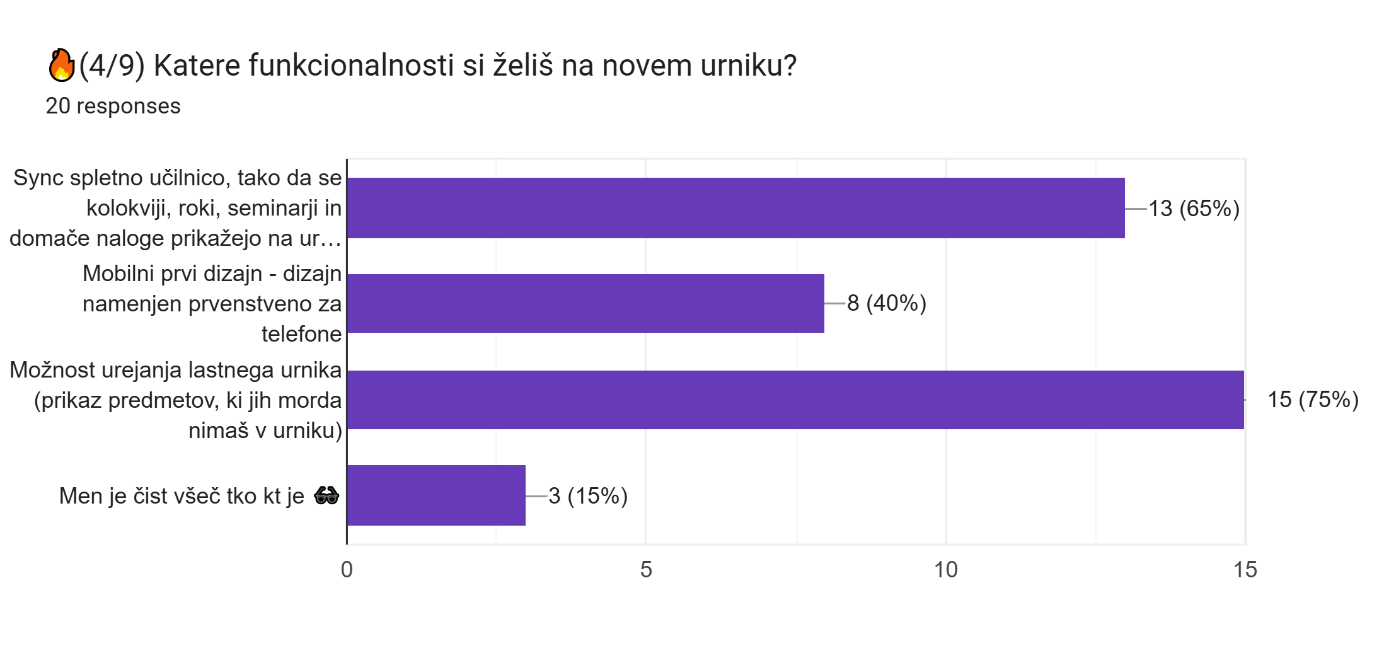 🔥(4/9) Katere funkcionalnosti si želiš na novem urniku?
20 responses
Sync spletno učilnico, tako da se
kolokviji, roki, seminarji in
domače naloge prikažejo na ur…
13 (65%)
Mobilni prvi dizajn - dizajn
namenjen prvenstveno za
telefone
8 (40%)
Možnost urejanja lastnega urnika
(prikaz predmetov, ki jih morda
nimaš v urniku)
15 (75%)
Men je čist všeč tko kt je 🕶
3 (15%)
0 5 10 15